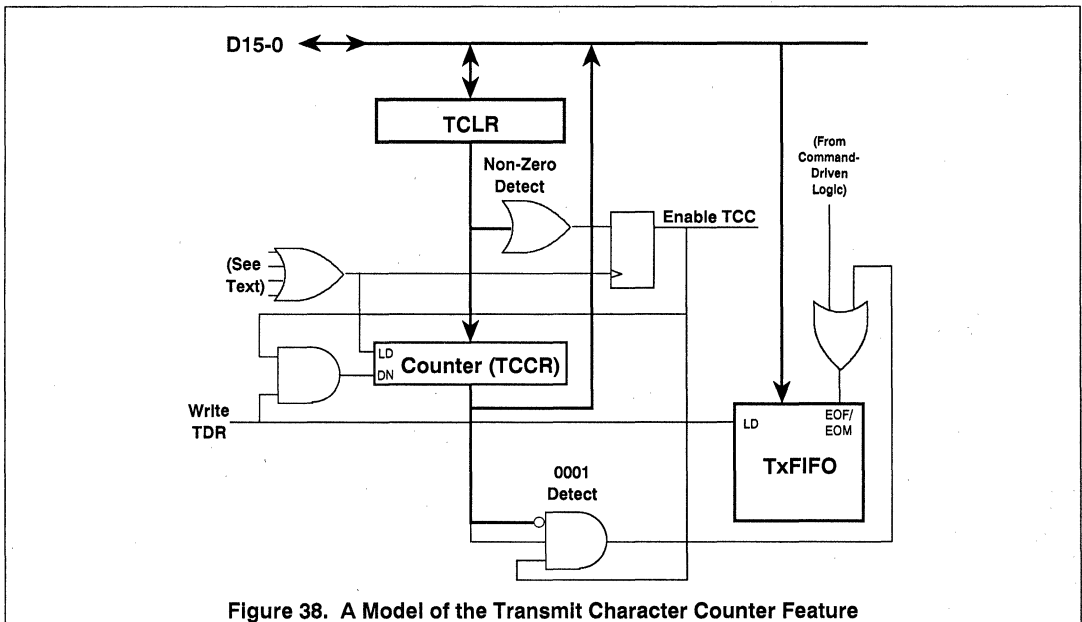 D15-0
TCLR
Non-Zero
Detect
(From
Command-
Driven
Logic)
Enable TCC
(See
Text)
LD
DN
Counter (TCCR)
Write
TDR
LD
EOF/
EOM
TxFIFO
0001
Detect
Figure 38. A Model of the Transmit Character Counter Feature